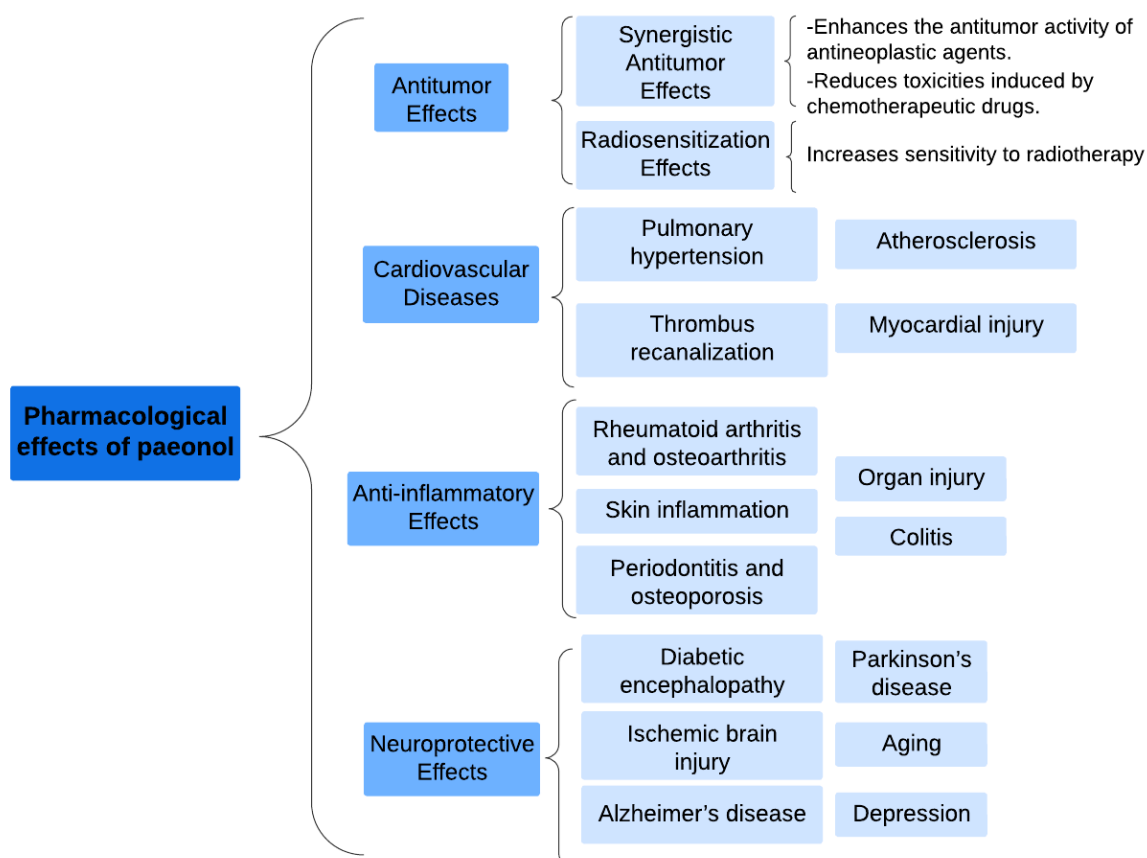 Pharmacological
effects of paeonol
Antitumor
Effects
Synergistic
Antitumor
Effects
-Enhances the antitumor activity of
antineoplastic agents.
-Reduces toxicities induced by
chemotherapeutic drugs.
Radiosensitization
Effects
Increases sensitivity to radiotherapy
Cardiovascular
Diseases
Pulmonary
hypertension
Atherosclerosis
Thrombus
recanalization
Myocardial injury
Anti-inflammatory
Effects
Rheumatoid arthritis
and osteoarthritis
Organ injury
Skin inflammation
Colitis
Periodontitis and
osteoporosis
Neuroprotective
Effects
Diabetic
encephalopathy
Parkinson’s
disease
Ischemic brain
injury
Aging
Alzheimer’s disease
Depression